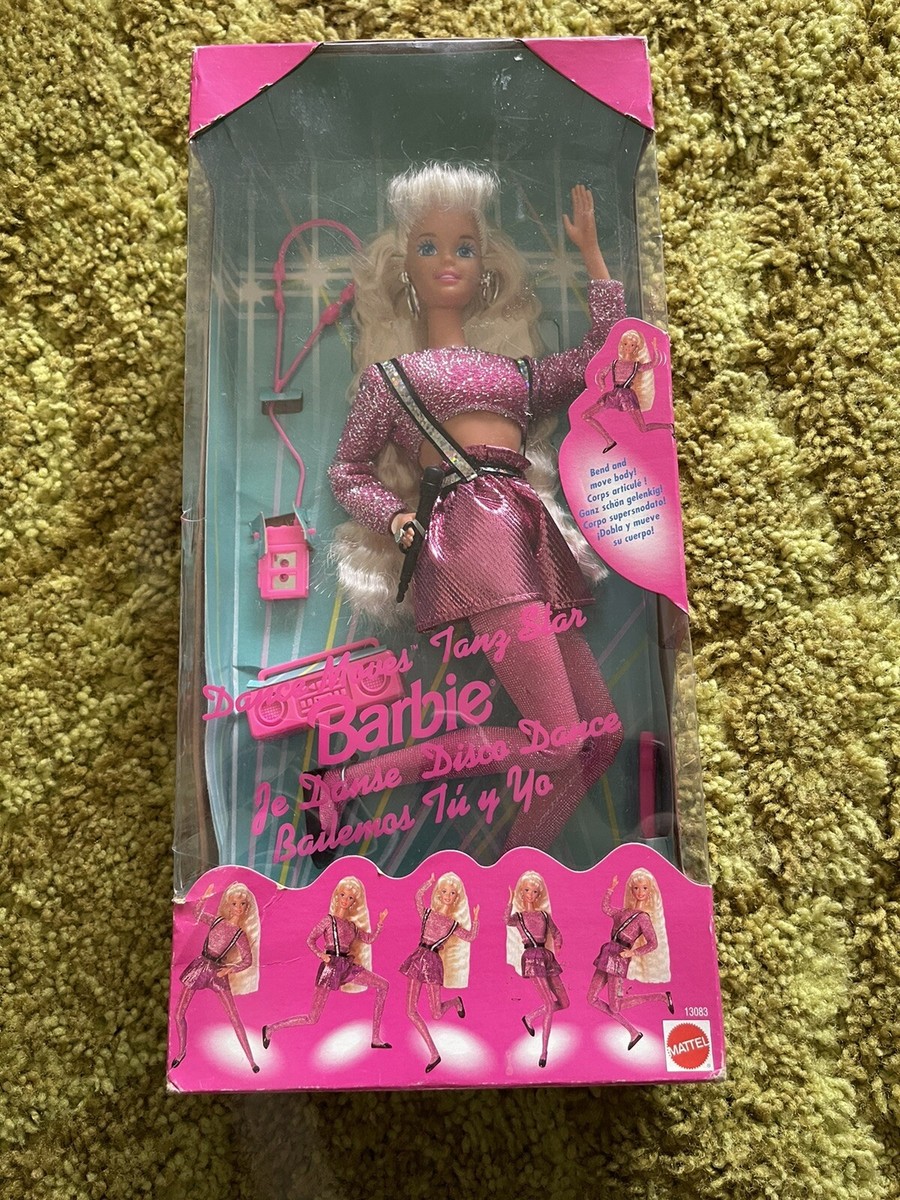 Bend and
move body!
Corps articulé !
Ganz schön gelenkig!
Corpo supersnodato!
¡Dobla y mueve
su cuerpo!
Dance Moves™ Tanz Star
Barbie®
Je Danse Disco Dance
Bailemos Tú y Yo
13083
MATTEL